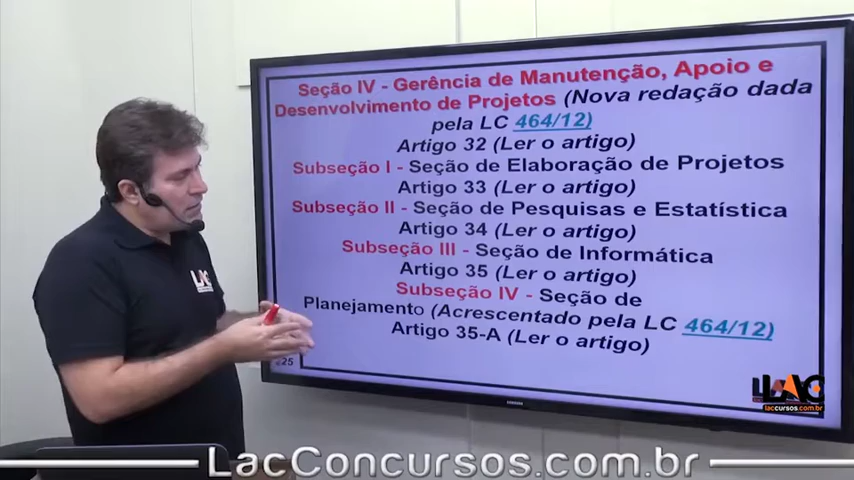 Seção IV - Gerência de Manutenção, Apoio e
Desenvolvimento de Projetos (Nova redação dada
pela LC 464/12)
Artigo 32 (Ler o artigo)
Subseção I - Seção de Elaboração de Projetos
Artigo 33 (Ler o artigo)
Subseção II - Seção de Pesquisas e Estatística
Artigo 34 (Ler o artigo)
Subseção III - Seção de Informática
Artigo 35 (Ler o artigo)
Subseção IV - Seção de
Planejamento (Acrescentado pela LC 464/12)
Artigo 35-A (Ler o artigo)
25
LAC
laccursos.com.br
LAC
SAMSUNG
LacConcursos.com.br